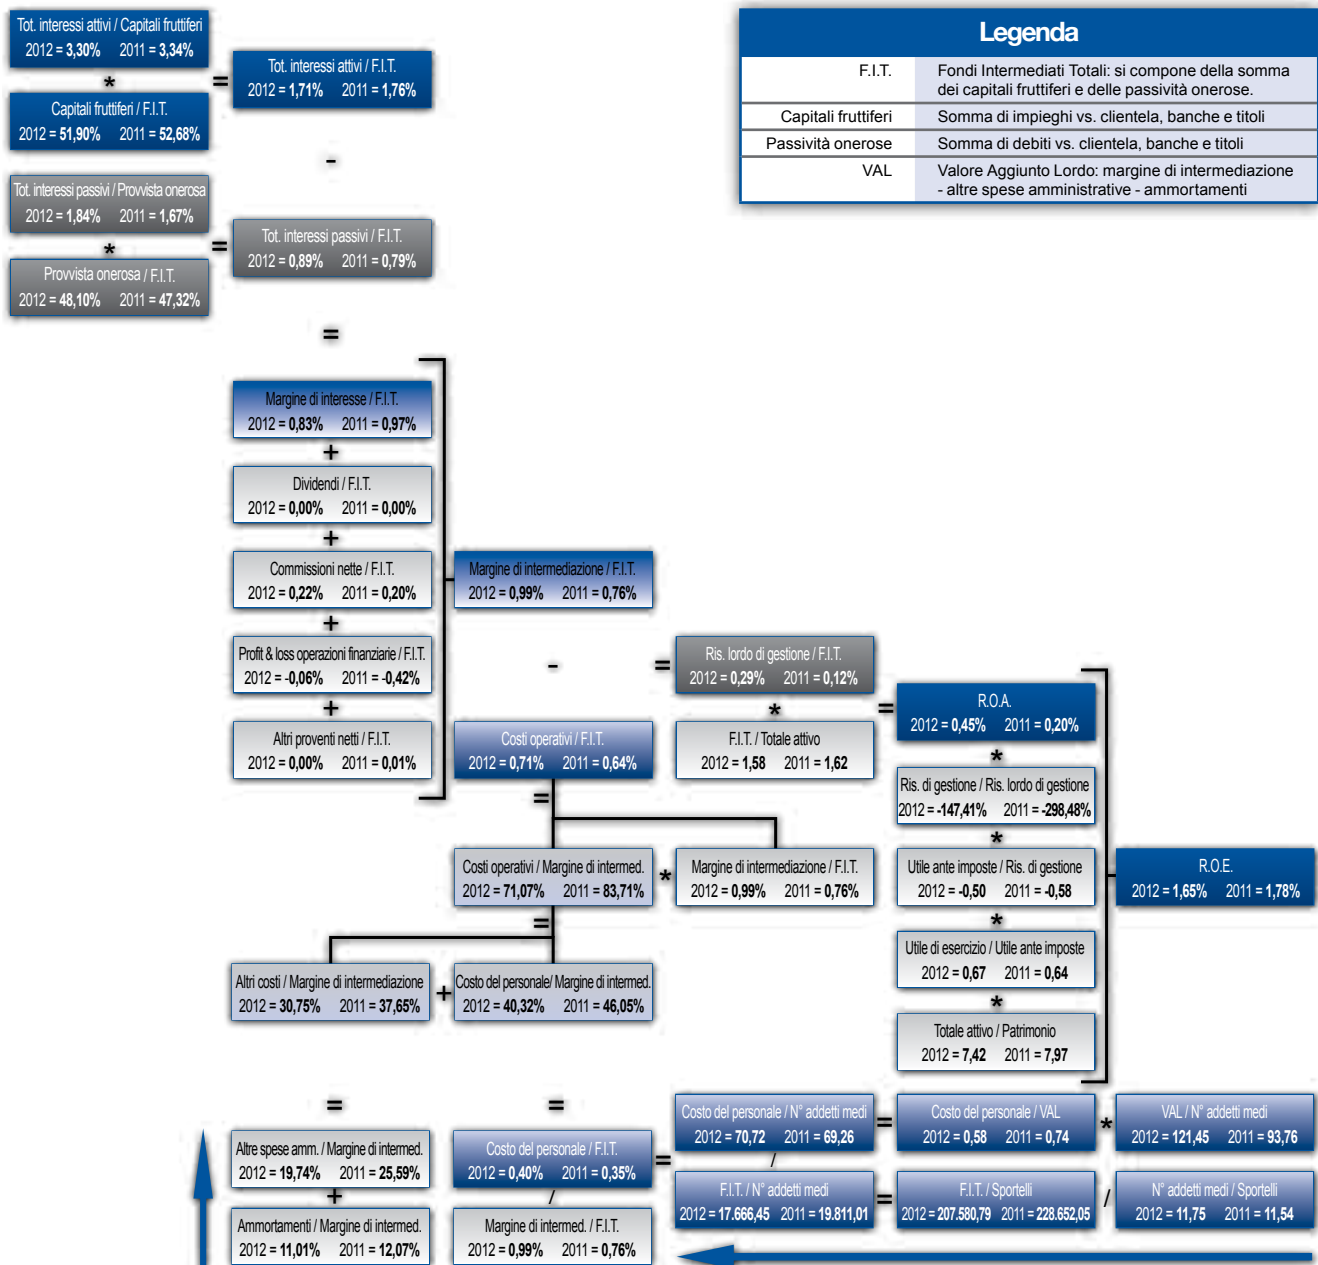 Tot. interessi attivi / Capitali fruttiferi
2012 = 3,30% 2011 = 3,34%
*
Capitali fruttiferi / F.I.T.
2012 = 51,90% 2011 = 52,68%
=
Tot. interessi attivi / F.I.T.
2012 = 1,71% 2011 = 1,76%
-
Tot. interessi passivi / Provvista onerosa
2012 = 1,84% 2011 = 1,67%
*
Provvista onerosa / F.I.T.
2012 = 48,10% 2011 = 47,32%
=
Tot. interessi passivi / F.I.T.
2012 = 0,89% 2011 = 0,79%
=
Legenda
F.I.T. Fondi Intermediati Totali: si compone della somma
dei capitali fruttiferi e delle passività onerose.
Capitali fruttiferi Somma di impieghi vs. clientela, banche e titoli
Passività onerose Somma di debiti vs. clientela, banche e titoli
VAL Valore Aggiunto Lordo: margine di intermediazione
- altre spese amministrative - ammortamenti
Margine di interesse / F.I.T.
2012 = 0,83% 2011 = 0,97%
+
Dividendi / F.I.T.
2012 = 0,00% 2011 = 0,00%
+
Commissioni nette / F.I.T.
2012 = 0,22% 2011 = 0,20%
+
Profit & loss operazioni finanziarie / F.I.T.
2012 = -0,06% 2011 = -0,42%
+
Altri proventi netti / F.I.T.
2012 = 0,00% 2011 = 0,01%
Margine di intermediazione / F.I.T.
2012 = 0,99% 2011 = 0,76%
-
Costi operativi / F.I.T.
2012 = 0,71% 2011 = 0,64%
=
Ris. lordo di gestione / F.I.T.
2012 = 0,29% 2011 = 0,12%
*
F.I.T. / Totale attivo
2012 = 1,58 2011 = 1,62
=
R.O.A.
2012 = 0,45% 2011 = 0,20%
*
Ris. di gestione / Ris. lordo di gestione
2012 = -147,41% 2011 = -298,48%
*
Utile ante imposte / Ris. di gestione
2012 = -0,50 2011 = -0,58
*
Utile di esercizio / Utile ante imposte
2012 = 0,67 2011 = 0,64
*
Totale attivo / Patrimonio
2012 = 7,42 2011 = 7,97
R.O.E.
2012 = 1,65% 2011 = 1,78%
=
Costi operativi / Margine di intermed.
2012 = 71,07% 2011 = 83,71%
*
Margine di intermediazione / F.I.T.
2012 = 0,99% 2011 = 0,76%
=
Altri costi / Margine di intermediazione
2012 = 30,75% 2011 = 37,65%
+
Costo del personale/ Margine di intermed.
2012 = 40,32% 2011 = 46,05%
=
Altre spese amm. / Margine di intermed.
2012 = 19,74% 2011 = 25,59%
+
Ammortamenti / Margine di intermed.
2012 = 11,01% 2011 = 12,07%
=
Costo del personale / F.I.T.
2012 = 0,40% 2011 = 0,35%
/
Margine di intermed. / F.I.T.
2012 = 0,99% 2011 = 0,76%
=
Costo del personale / N° addetti medi
2012 = 70,72 2011 = 69,26
/
F.I.T. / N° addetti medi
2012 = 17.666,45 2011 = 19.811,01
=
Costo del personale / VAL
2012 = 0,58 2011 = 0,74
*
VAL / N° addetti medi
2012 = 121,45 2011 = 93,76
=
F.I.T. / Sportelli
2012 = 207.580,79 2011 = 228.652,05
/
N° addetti medi / Sportelli
2012 = 11,75 2011 = 11,54